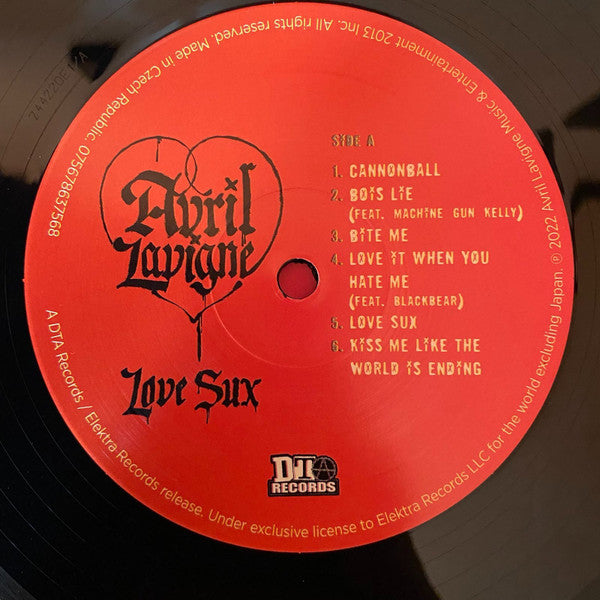 Avril
Lavigne
Love Sux
SiDE A
1. CANNONBALL
2. BOiS LiE
(FEAT. MACHiNE GUN KELLY)
3. BiTE ME
4. LOVE iT WHEN YOU
HATE ME
(FEAT. BLACKBEAR)
5. LOVE SUX
6. KiSS ME LiKE THE
WORLD iS ENDiNG
DTA
RECORDS
A DTA Records / Elektra Records release. Under exclusive license to Elektra Records LLC for the world excluding Japan. ℗ 2022 Avril Lavigne Music & Entertainment 2013 Inc. All rights reserved. Made in Czech Republic. 075678637568